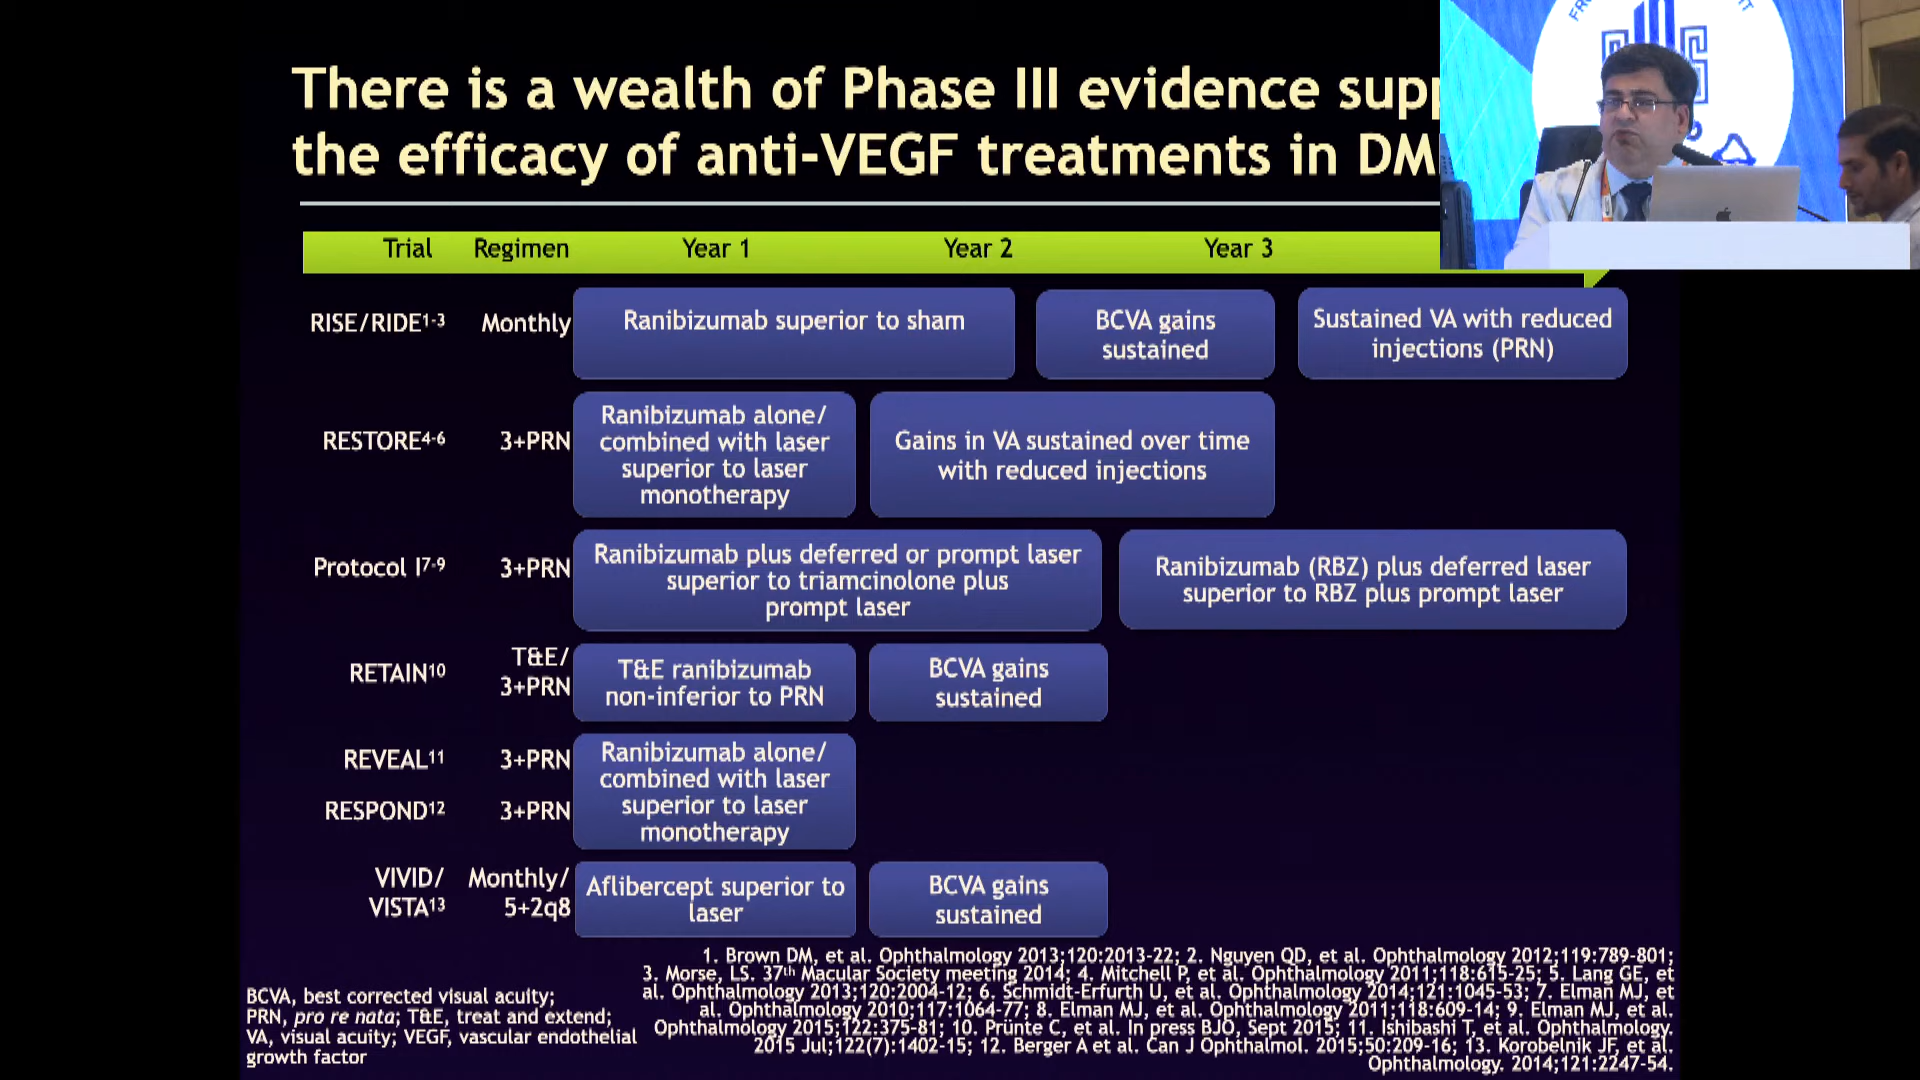 There is a wealth of Phase III evidence supp
the efficacy of anti-VEGF treatments in DM
Trial Regimen Year 1 Year 2 Year 3
RISE/RIDE1-3 Monthly
Ranibizumab superior to sham
BCVA gains
sustained
Sustained VA with reduced
injections (PRN)
RESTORE4-6 3+PRN
Ranibizumab alone/
combined with laser
superior to laser
monotherapy
Gains in VA sustained over time
with reduced injections
Protocol I7-9 3+PRN
Ranibizumab plus deferred or prompt laser
superior to triamcinolone plus
prompt laser
Ranibizumab (RBZ) plus deferred laser
superior to RBZ plus prompt laser
RETAIN10
T&E/
3+PRN
T&E ranibizumab
non-inferior to PRN
BCVA gains
sustained
REVEAL11 3+PRN
RESPOND12 3+PRN
Ranibizumab alone/
combined with laser
superior to laser
monotherapy
VIVID/
VISTA13
Monthly/
5+2q8
Aflibercept superior to
laser
BCVA gains
sustained
1. Brown DM, et al. Ophthalmology 2013;120:2013-22; 2. Nguyen QD, et al. Ophthalmology 2012;119:789-801;
3. Morse, LS. 37th Macular Society meeting 2014; 4. Mitchell P, et al. Ophthalmology 2011;118:615-25; 5. Lang GE, et
al. Ophthalmology 2013;120:2004-12; 6. Schmidt-Erfurth U, et al. Ophthalmology 2014;121:1045-53; 7. Elman MJ, et
al. Ophthalmology 2010;117:1064-77; 8. Elman MJ, et al. Ophthalmology 2011;118:609-14; 9. Elman MJ, et al.
Ophthalmology 2015;122:375-81; 10. Prünte C, et al. In press BJO, Sept 2015; 11. Ishibashi T, et al. Ophthalmology.
2015 Jul;122(7):1402-15; 12. Berger A et al. Can J Ophthalmol. 2015;50:209-16; 13. Korobelnik JF, et al.
Ophthalmology. 2014;121:2247-54.
BCVA, best corrected visual acuity;
PRN, pro re nata; T&E, treat and extend;
VA, visual acuity; VEGF, vascular endothelial
growth factor